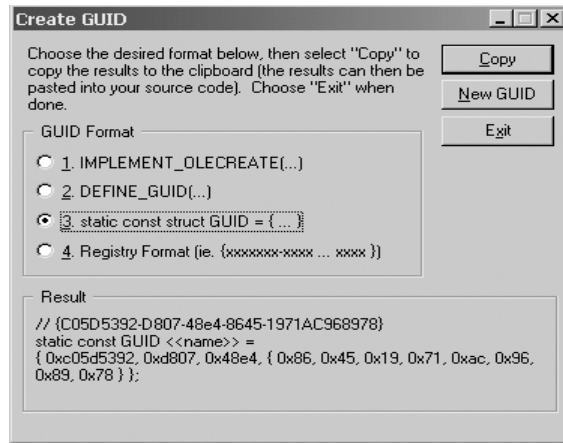 Create GUID
Choose the desired format below, then select "Copy" to
copy the results to the clipboard (the results can then be
pasted into your source code). Choose "Exit" when
done.
Copy
New GUID
Exit
GUID Format
1. IMPLEMENT_OLECREATE(...)
2. DEFINE_GUID(...)
3. static const struct GUID = { ... }
4. Registry Format (ie. {xxxxxxx-xxxx ... xxxx })
Result
// {C05D5392-D807-48e4-8645-1971AC968978}
static const GUID <<name>> =
{ 0xc05d5392, 0xd807, 0x48e4, { 0x86, 0x45, 0x19, 0x71, 0xac, 0x96,
0x89, 0x78 } };